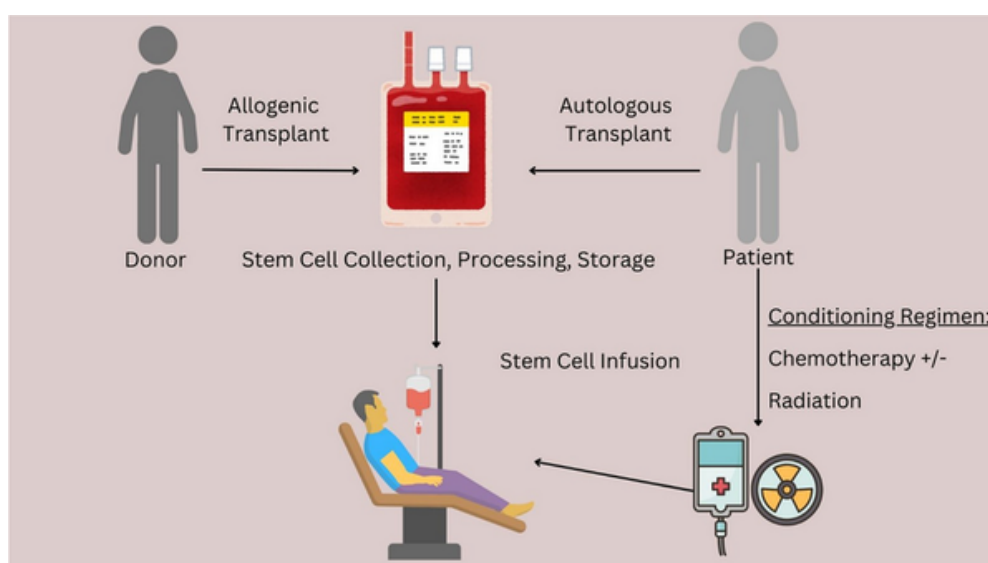 Allogenic
Transplant
Autologous
Transplant
Donor
Stem Cell Collection, Processing, Storage
Patient
Conditioning Regimen:
Chemotherapy +/-
Radiation
Stem Cell Infusion